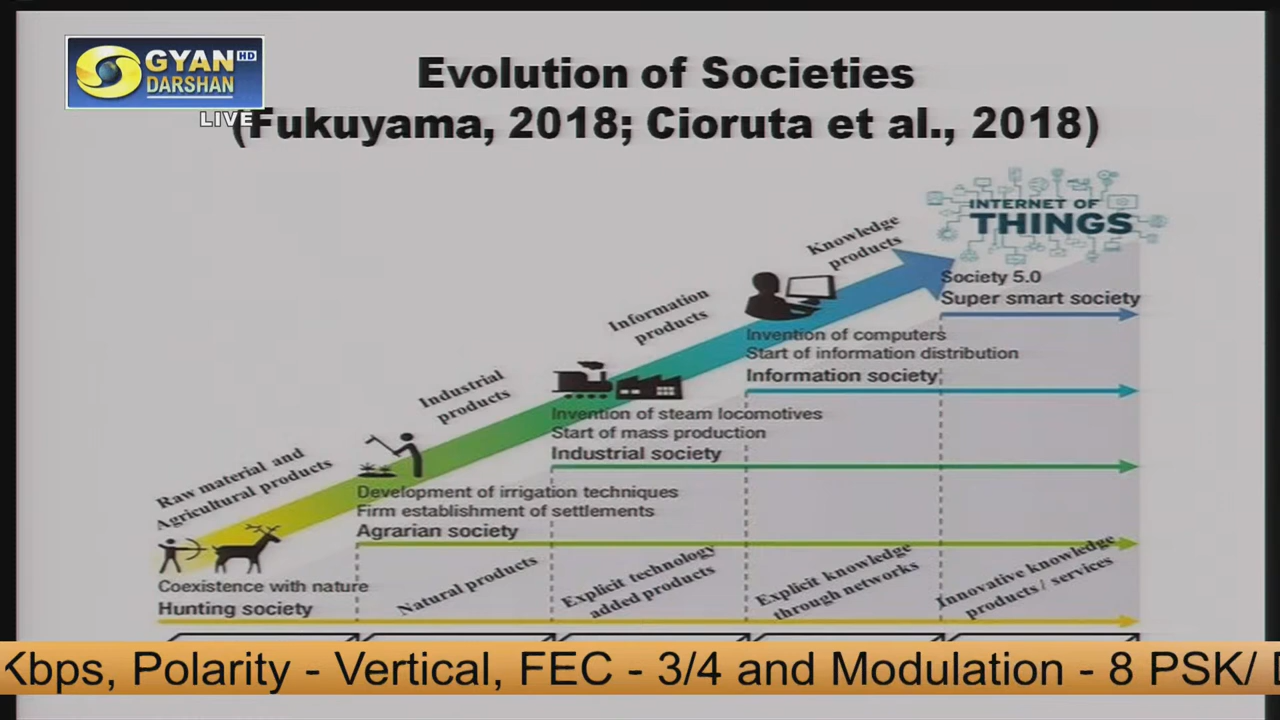 GYAN HD
DARSHAN
LIVE
Evolution of Societies
(Fukuyama, 2018; Cioruta et al., 2018)
INTERNET OF
THINGS
Knowledge
products
Society 5.0
Super smart society
Information
products
Invention of computers
Start of information distribution
Information society
Industrial
products
Invention of steam locomotives
Start of mass production
Industrial society
Raw material and
Agricultural products
Development of irrigation techniques
Firm establishment of settlements
Agrarian society
Coexistence with nature
Hunting society
Natural products
Explicit technology
added products
Explicit knowledge
through networks
Innovative knowledge
products / services
Kbps, Polarity - Vertical, FEC - 3/4 and Modulation - 8 PSK/